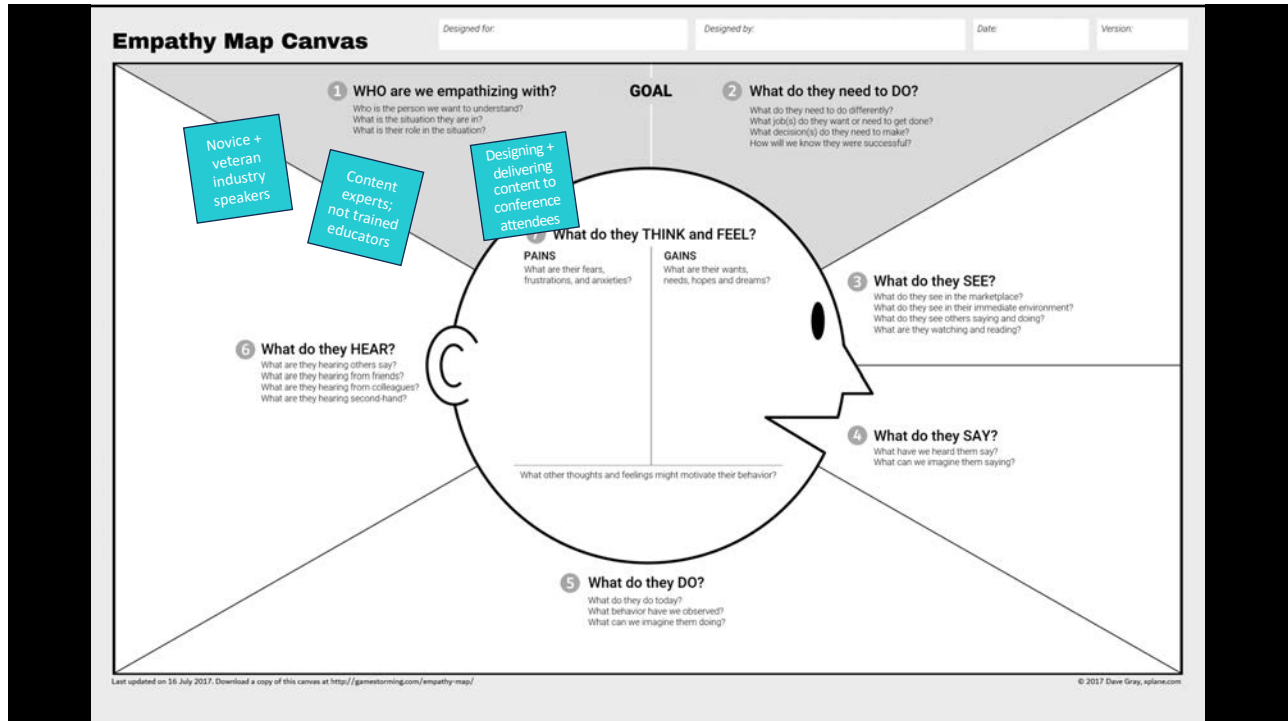 Empathy Map Canvas
Designed for:
Designed by:
Date:
Version:
1 WHO are we empathizing with?
Who is the person we want to understand?
What is the situation they are in?
What is their role in the situation?
GOAL
2 What do they need to DO?
What do they need to do differently?
What job(s) do they want or need to get done?
What decision(s) do they need to make?
How will we know they were successful?
Novice +
veteran
industry
speakers
Content
experts;
not trained
educators
Designing +
delivering
content to
conference
attendees
7 What do they THINK and FEEL?
PAINS
What are their fears,
frustrations, and anxieties?
GAINS
What are their wants,
needs, hopes and dreams?
What other thoughts and feelings might motivate their behavior?
3 What do they SEE?
What do they see in the marketplace?
What do they see in their immediate environment?
What do they see others saying and doing?
What are they watching and reading?
4 What do they SAY?
What have we heard them say?
What can we imagine them saying?
5 What do they DO?
What do they do today?
What behavior have we observed?
What can we imagine them doing?
6 What do they HEAR?
What are they hearing others say?
What are they hearing from friends?
What are they hearing from colleagues?
What are they hearing second-hand?
Last updated on 16 July 2017. Download a copy of this canvas at http://gamestorming.com/empathy-map/
© 2017 Dave Gray, xplane.com